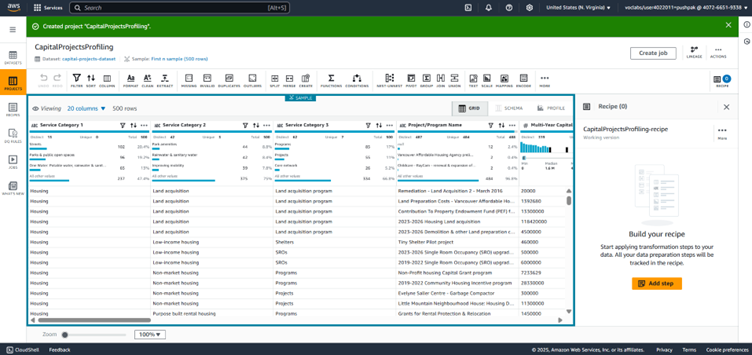 aws
Services
Search
[Alt+S]
United States (N. Virginia)
voclabs/user4022011=pushpak @ 4072-6631-9338
Created project "CapitalProjectsProfiling".
CapitalProjectsProfiling
Dataset: capital-projects-dataset Sample: First n sample (500 rows)
Create job
LINEAGE
ACTIONS
DATASETS
PROJECTS
RECIPES
DQ RULES
JOBS
WHAT'S NEW
UNDO REDO FILTER SORT COLUMN FORMAT CLEAN EXTRACT MISSING INVALID DUPLICATES OUTLIERS SPLIT MERGE CREATE FUNCTIONS CONDITIONS NEST-UNNEST PIVOT GROUP JOIN UNION TEXT SCALE MAPPING ENCODE MORE RECIPE
SAMPLE
Viewing 20 columns 500 rows
GRID SCHEMA PROFILE
Service Category 1 Service Category 2 Service Category 3 Project/Program Name Multi-Year Capital
Housing Land acquisition Land acquisition program Remediation - Land Acquisition 2 - March 2016 20000
Housing Land acquisition Land acquisition program Land Preparation Costs - Vancouver Affordable Ho... 1392680
Housing Land acquisition Land acquisition program Contribution To Property Endowment Fund (PEF) f... 13300000
Housing Land acquisition Land acquisition program 2023-2026 Housing Land acquisition 118420000
Housing Land acquisition Land acquisition program 2023-2026 Demolition & other Land preparation c... 4500000
Housing Low-income housing Shelters Tiny Shelter Pilot project 460000
Housing Low-income housing SROs 2023-2026 Single Room Occupancy (SRO) upgrad... 500000
Housing Low-income housing SROs 2019-2022 Single Room Occupancy (SRO) upgrad... 6000000
Housing Non-market housing Programs Non-Profit housing Capital Grant program 7233629
Housing Non-market housing Programs 2019-2022 Community Housing Incentive program 28330000
Housing Non-market housing Projects Evelyne Saller Centre - Garbage Compactor 300000
Housing Non-market housing Projects Little Mountain Neighbourhood House; Housing D... 11300000
Housing Purpose built rental housing Programs Grants for Rental Protection & Relocation 1450000
Zoom 100%
Recipe (0)
CapitalProjectsProfiling-recipe
Working version
More
Build your recipe
Start applying transformation steps to your
data. All your data preparation steps will be
tracked in the recipe.
Add step
CloudShell Feedback
© 2025, Amazon Web Services, Inc. or its affiliates. Privacy Terms Cookie preferences